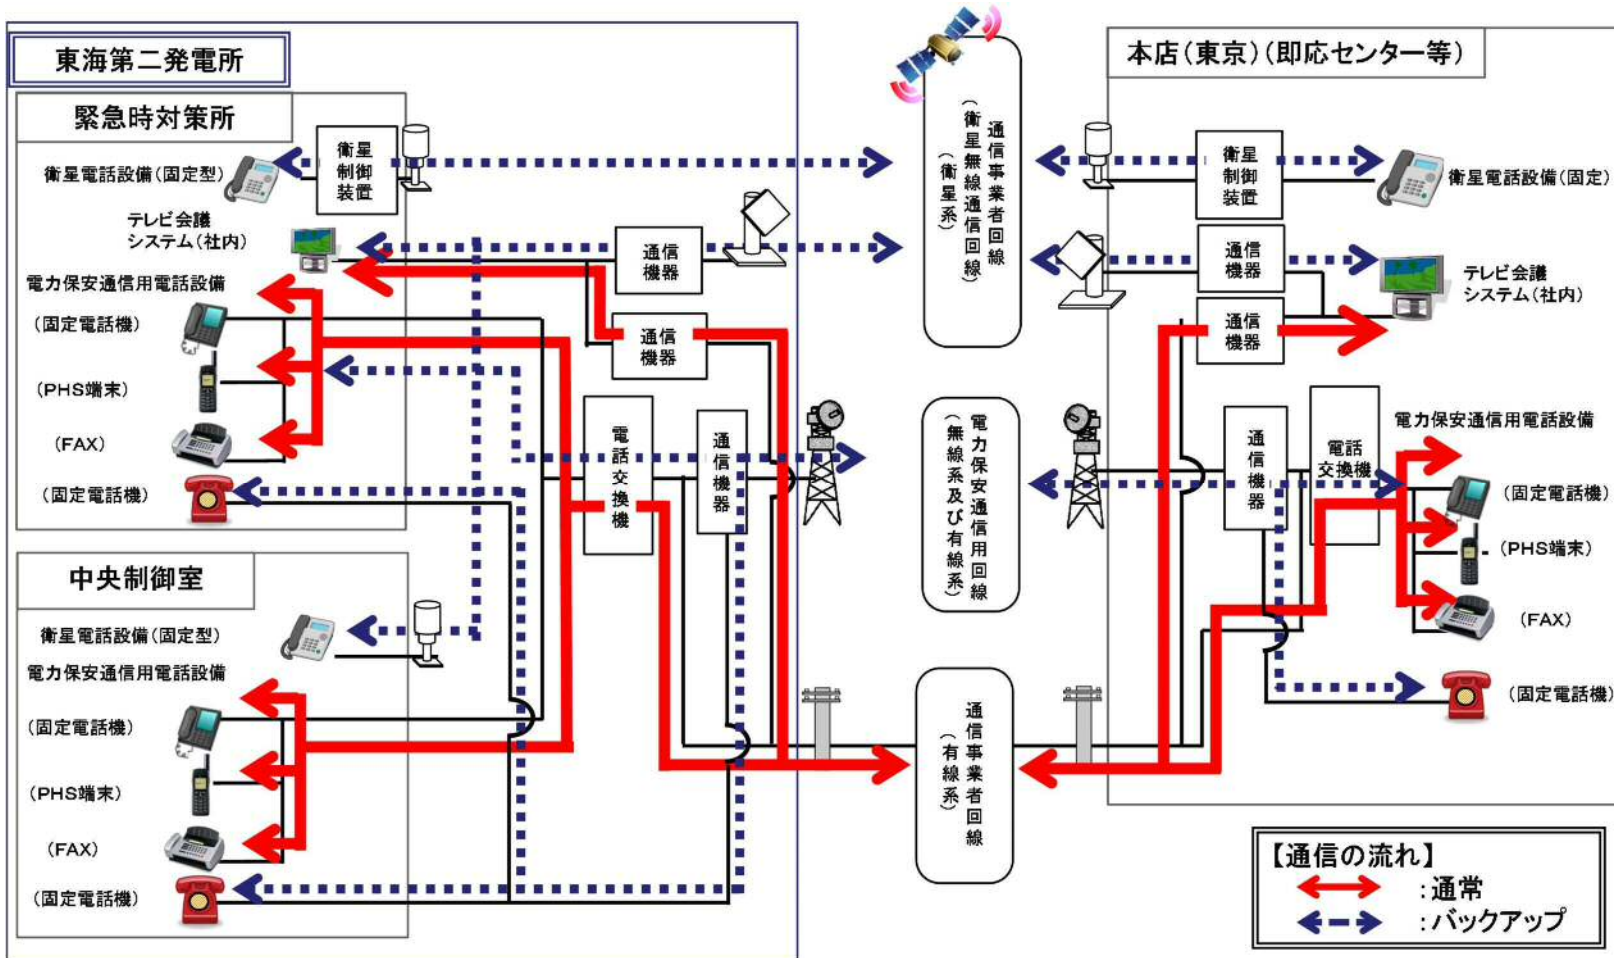 東海第二発電所
緊急時対策所
衛星電話設備(固定型)
衛星
制御
装置
テレビ会議
システム(社内)
通信
機器
電力保安通信用電話設備
(固定電話機)
通信
機器
(PHS端末)
(FAX)
(固定電話機)
電話交換機
通信機器
中央制御室
衛星電話設備(固定型)
電力保安通信用電話設備
(固定電話機)
(PHS端末)
(FAX)
(固定電話機)
通信事業者回線
(衛星無線通信回線)
(衛星系)
電力保安通信用回線
(無線系及び有線系)
通信事業者回線
(有線系)
本店(東京)(即応センター等)
衛星
制御
装置
衛星電話設備(固定)
通信
機器
テレビ会議
システム(社内)
通信
機器
通信機器
電話
交換機
電力保安通信用電話設備
(固定電話機)
(PHS端末)
(FAX)
(固定電話機)
【通信の流れ】
:通常
:バックアップ